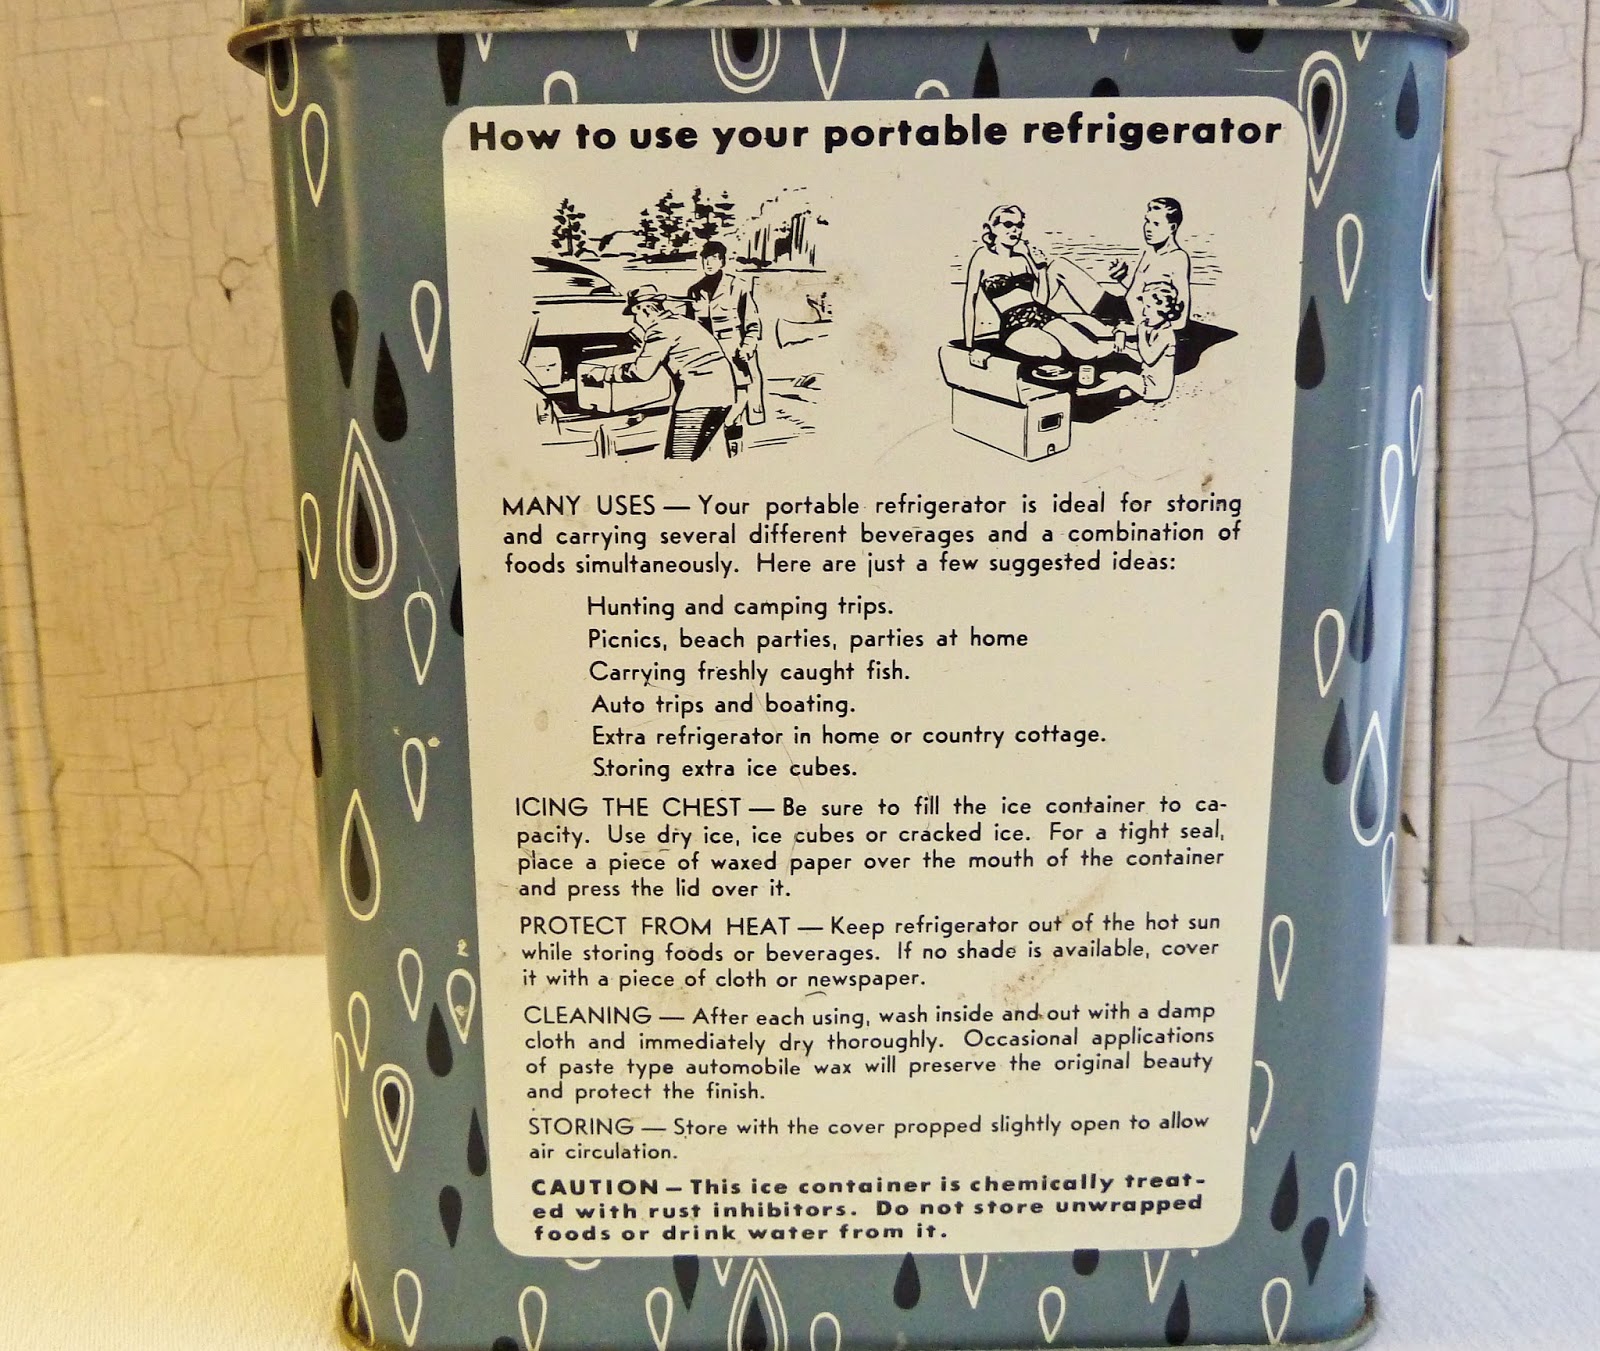 How to use your portable refrigerator
MANY USES — Your portable refrigerator is ideal for storing
and carrying several different beverages and a combination of
foods simultaneously. Here are just a few suggested ideas:
Hunting and camping trips.
Picnics, beach parties, parties at home
Carrying freshly caught fish.
Auto trips and boating.
Extra refrigerator in home or country cottage.
Storing extra ice cubes.
ICING THE CHEST — Be sure to fill the ice container to ca-
pacity. Use dry ice, ice cubes or cracked ice. For a tight seal,
place a piece of waxed paper over the mouth of the container
and press the lid over it.
PROTECT FROM HEAT — Keep refrigerator out of the hot sun
while storing foods or beverages. If no shade is available, cover
it with a piece of cloth or newspaper.
CLEANING — After each using, wash inside and out with a damp
cloth and immediately dry thoroughly. Occasional applications
of paste type automobile wax will preserve the original beauty
and protect the finish.
STORING — Store with the cover propped slightly open to allow
air circulation.
CAUTION — This ice container is chemically treat-
ed with rust inhibitors. Do not store unwrapped
foods or drink water from it.